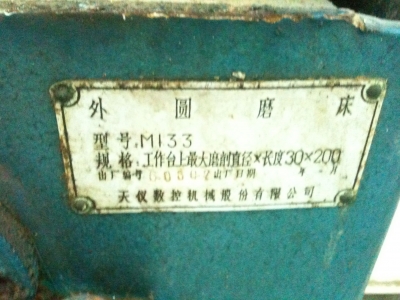 外圆磨床
型号:M133
规格:工作台上最大磨削直径×长度30×200
出厂编号 出厂日期 年 月
天仪数控机械股份有限公司